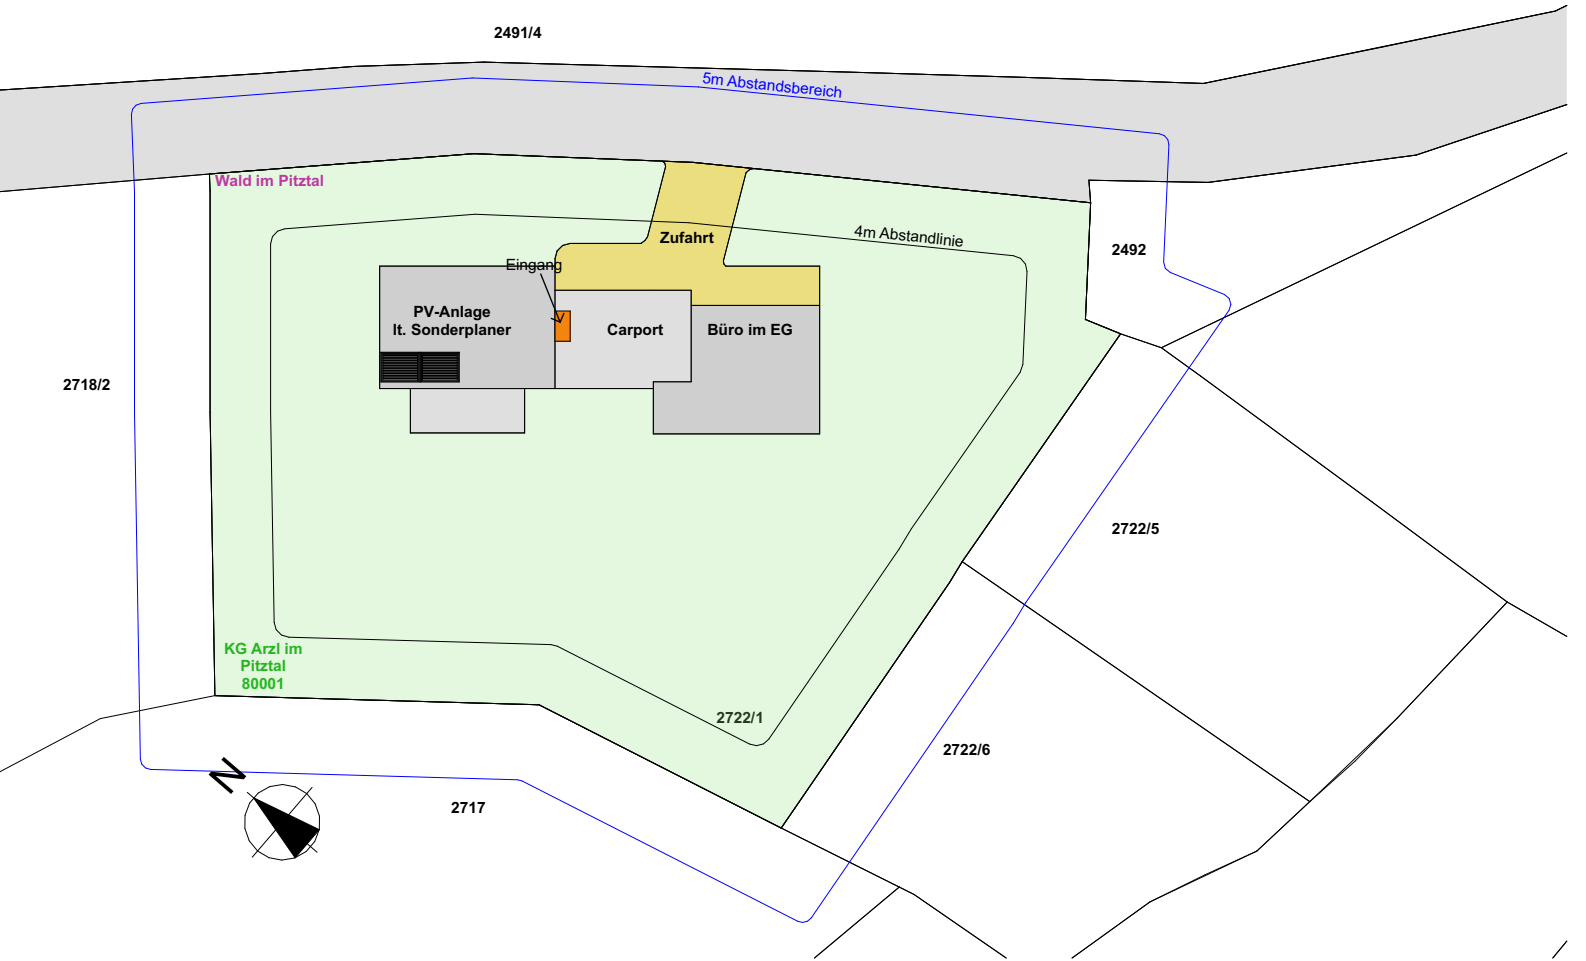 2491/4
5m Abstandsbereich
Wald im Pitztal
Zufahrt
4m Abstandlinie
2492
Eingang
PV-Anlage
lt. Sonderplaner
Carport
Büro im EG
2718/2
2722/5
KG Arzl im
Pitztal
80001
2722/1
2722/6
N
2717